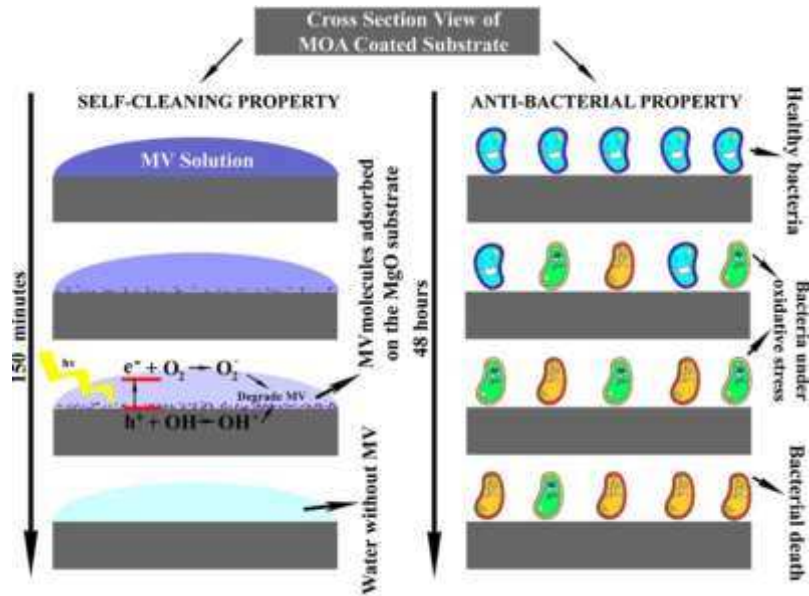 Cross Section View of
MOA Coated Substrate
SELF-CLEANING PROPERTY
MV Solution
150 minutes
hν
e⁻ + O₂ → O₂⁻
Degrade MV
h⁺ + OH → OH
MV molecules adsorbed
on the MgO substrate
Water without MV
ANTI-BACTERIAL PROPERTY
48 hours
Healthy bacteria
Bacteria under
oxidative stress
Bacterial death